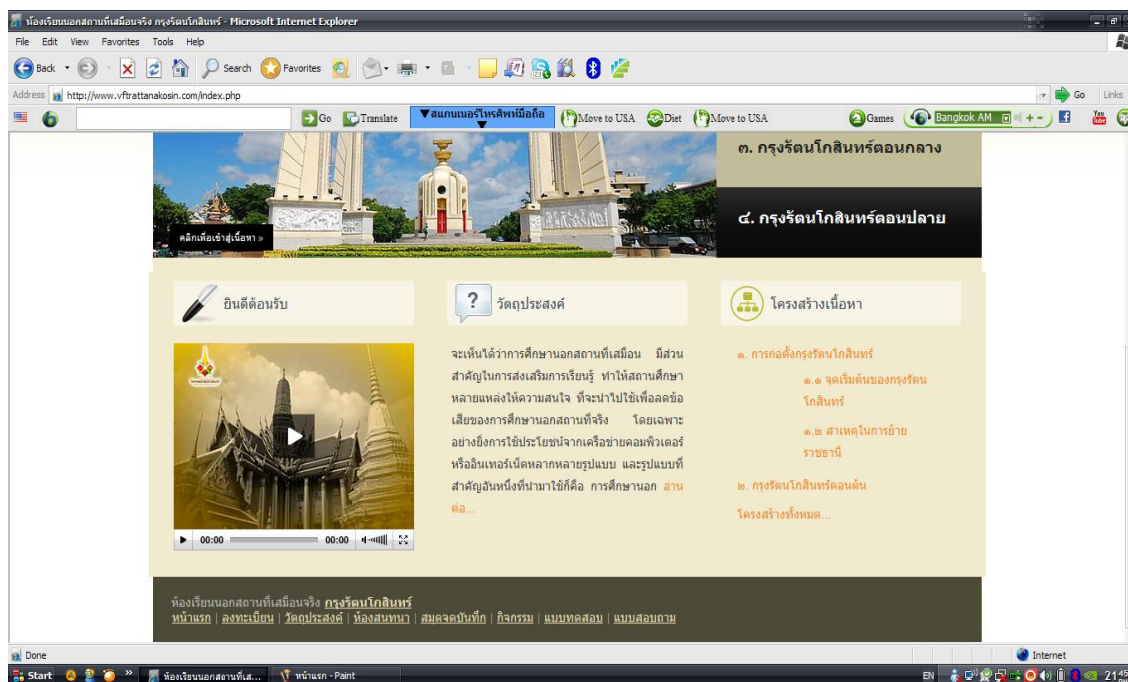 ห้องเรียนนอกสถานที่เสมือนจริง กรุงรัตนโกสินทร์ - Microsoft Internet Explorer
File Edit View Favorites Tools Help
Back Search Favorites
Address http://www.vftrattanakosin.com/index.php Go Links
Go Translate ▼สแกนเนอร์โทรศัพท์มือถือ▼ Move to USA Diet Move to USA Games Bangkok AM You Tube
๓. กรุงรัตนโกสินทร์ตอนกลาง
๔. กรุงรัตนโกสินทร์ตอนปลาย
คลิกเพื่อเข้าสู่เนื้อหา »
ยินดีต้อนรับ
00:00 00:00
วัตถุประสงค์
จะเห็นได้ว่าการศึกษานอกสถานที่เสมือน มีส่วน
สำคัญในการส่งเสริมการเรียนรู้ ทำให้สถานศึกษา
หลายแหล่งให้ความสนใจ ที่จะนำไปใช้เพื่อลดข้อ
เสียของการศึกษานอกสถานที่จริง โดยเฉพาะ
อย่างยิ่งการใช้ประโยชน์จากเครือข่ายคอมพิวเตอร์
หรืออินเทอร์เน็ตหลากหลายรูปแบบ และรูปแบบที่
สำคัญอันหนึ่งที่นำมาใช้ก็คือ การศึกษานอก อ่าน
ต่อ...
โครงสร้างเนื้อหา
๑. การก่อตั้งกรุงรัตนโกสินทร์
๑.๑ จุดเริ่มต้นของกรุงรัตน
โกสินทร์
๑.๒ สาเหตุในการย้าย
ราชธานี
๒. กรุงรัตนโกสินทร์ตอนต้น
โครงสร้างทั้งหมด...
ห้องเรียนนอกสถานที่เสมือนจริง กรุงรัตนโกสินทร์
หน้าแรก | ลงทะเบียน | วัตถุประสงค์ | ห้องสนทนา | สมุดจดบันทึก | กิจกรรม | แบบทดสอบ | แบบสอบถาม
Done Internet
Start ห้องเรียนนอกสถานที่เส... หน้าแรก - Paint EN 21:45